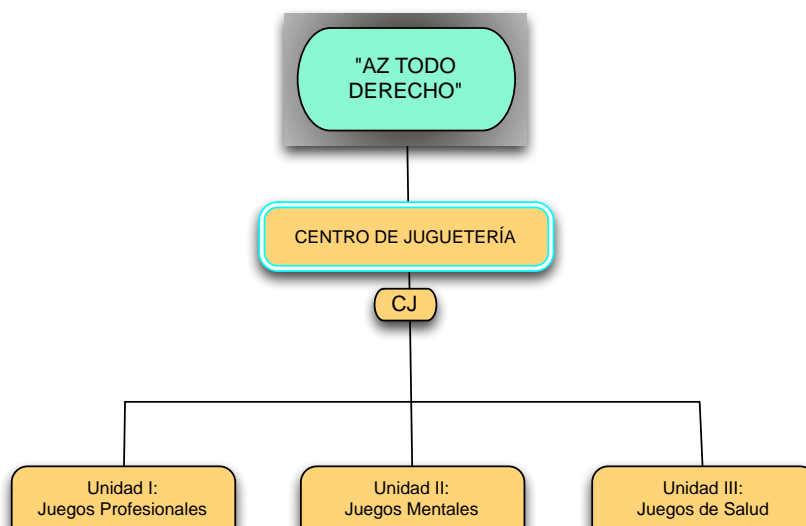 "AZ TODO
DERECHO"
CENTRO DE JUGUETERÍA
CJ
Unidad I:
Juegos Profesionales
Unidad II:
Juegos Mentales
Unidad III:
Juegos de Salud